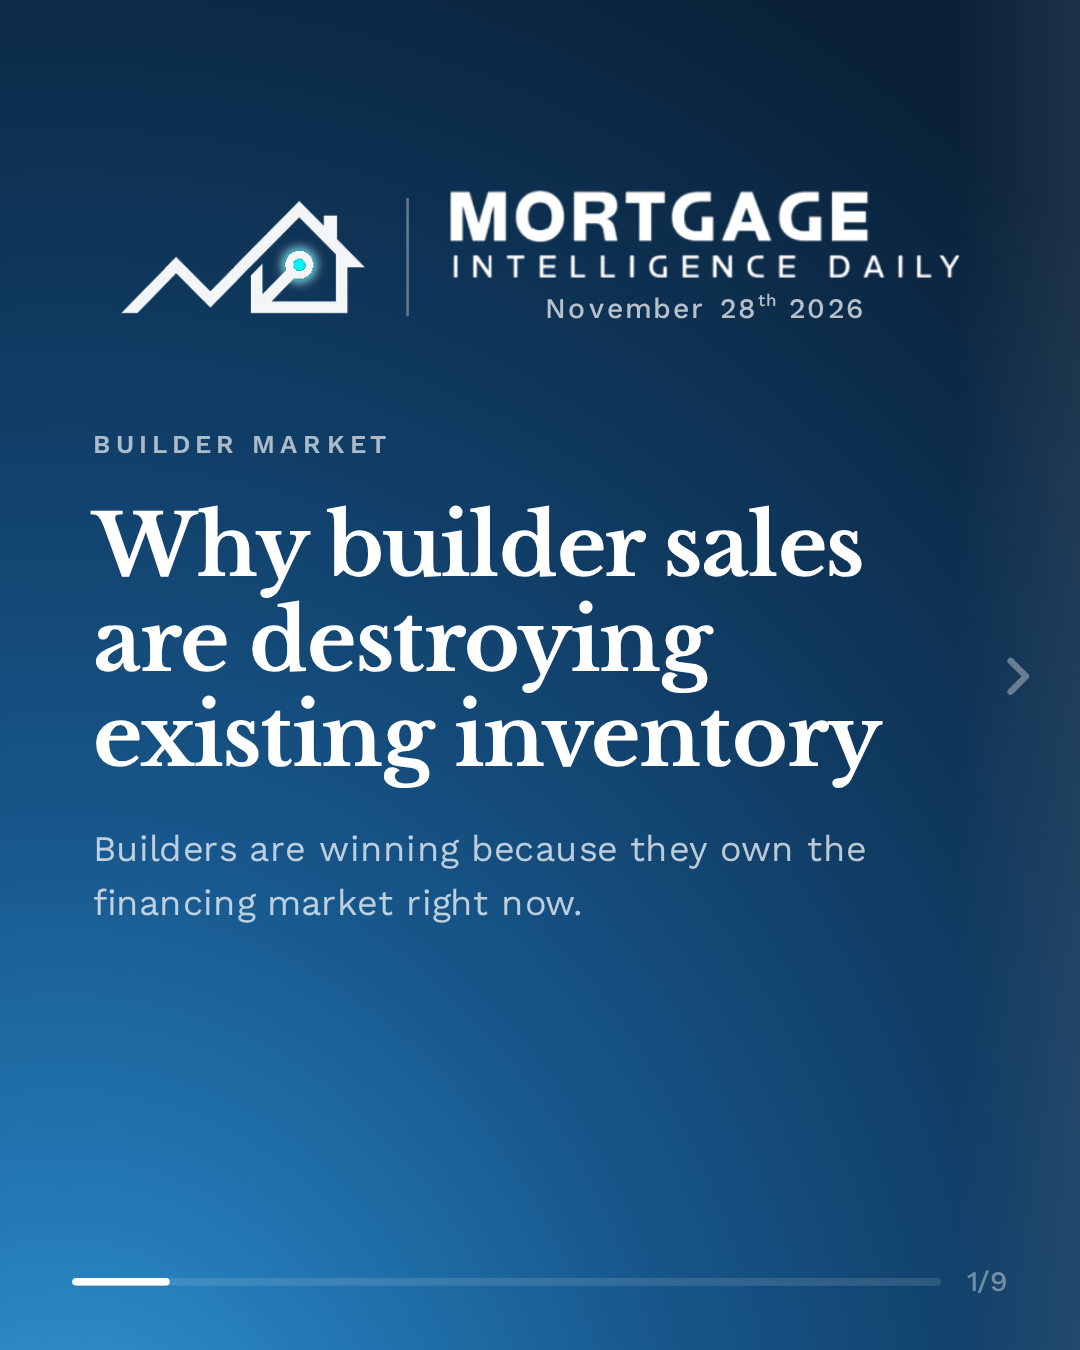 MORTGAGE
INTELLIGENCE DAILY
November 28th 2026
BUILDER MARKET
Why builder sales
are destroying
existing inventory
Builders are winning because they own the
financing market right now.
1/9